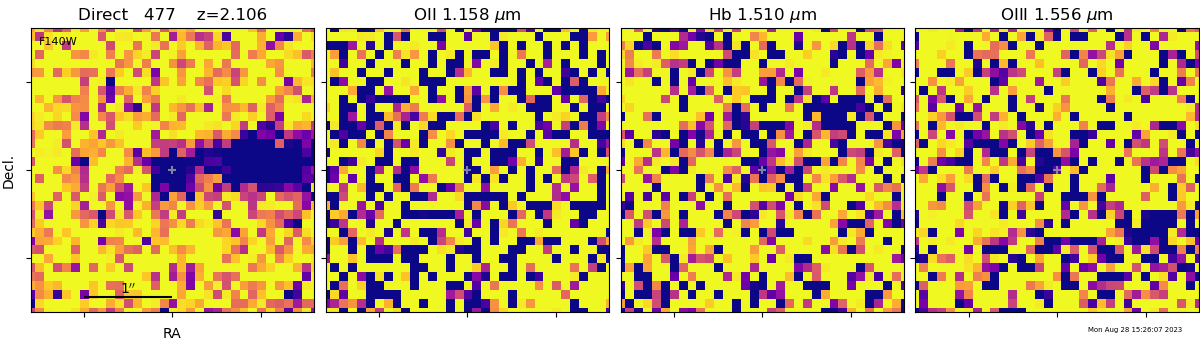 Direct 477 z=2.106
OII 1.158 μm
Hb 1.510 μm
OIII 1.556 μm
F140W
Decl.
1′′
RA
Mon Aug 28 15:26:07 2023